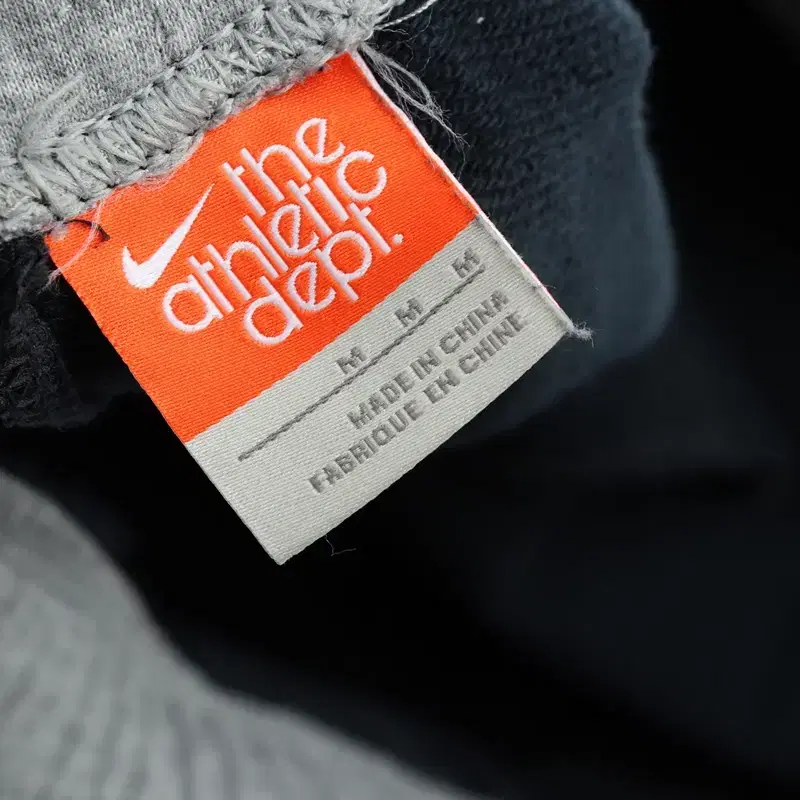 the
athletic
dept.
M M M
MADE IN CHINA
FABRIQUE EN CHINE